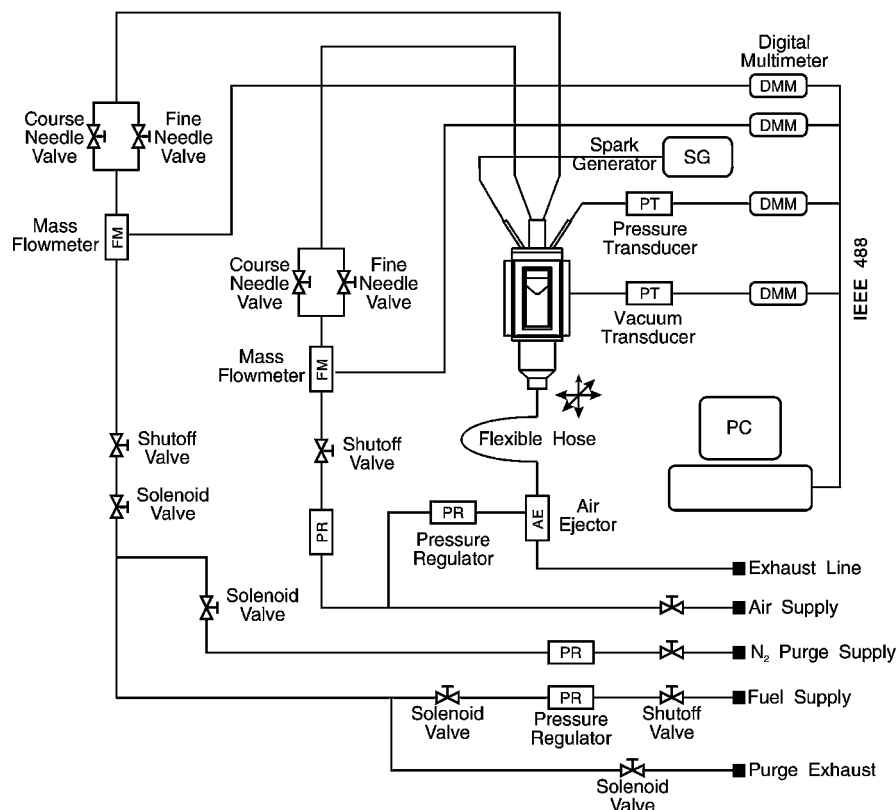 Digital
Multimeter
DMM
Course
Needle
Valve
Fine
Needle
Valve
DMM
Spark
Generator
SG
Mass
Flowmeter
FM
PT
DMM
Pressure
Transducer
Course
Needle
Valve
Fine
Needle
Valve
PT
DMM
Vacuum
Transducer
IEEE 488
Mass
Flowmeter
FM
PC
Flexible Hose
Shutoff
Valve
Shutoff
Valve
Solenoid
Valve
PR
PR
Pressure
Regulator
AE
Air
Ejector
Exhaust Line
Solenoid
Valve
Air Supply
PR
N₂ Purge Supply
Solenoid
Valve
PR
Pressure
Regulator
Shutoff
Valve
Fuel Supply
Purge Exhaust
Solenoid
Valve